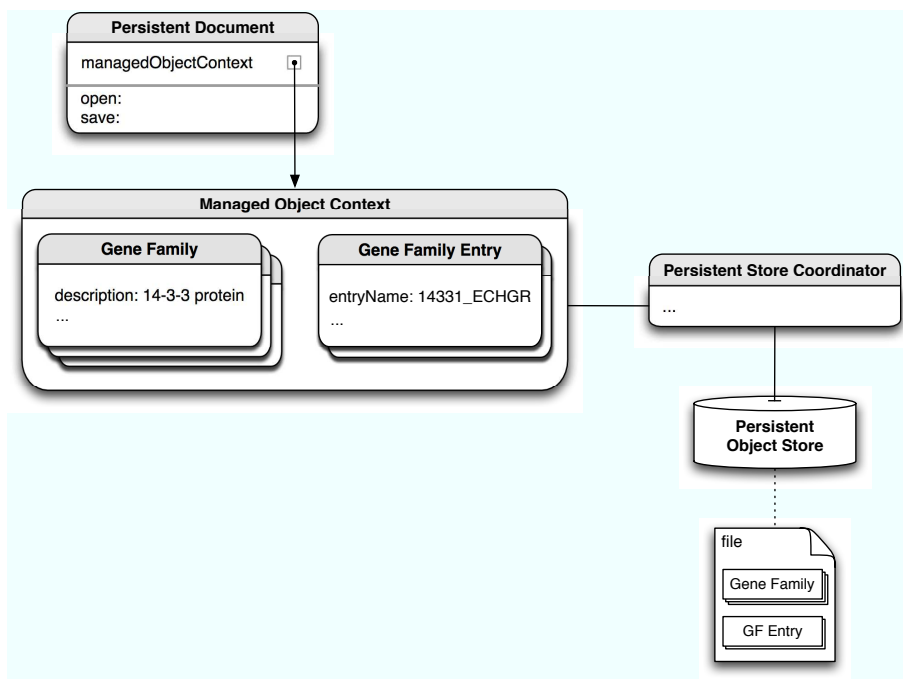 Persistent Document
managedObjectContext
open:
save:
Managed Object Context
Gene Family
description: 14-3-3 protein
...
Gene Family Entry
entryName: 14331_ECHGR
...
Persistent Store Coordinator
...
Persistent
Object Store
file
Gene Family
GF Entry